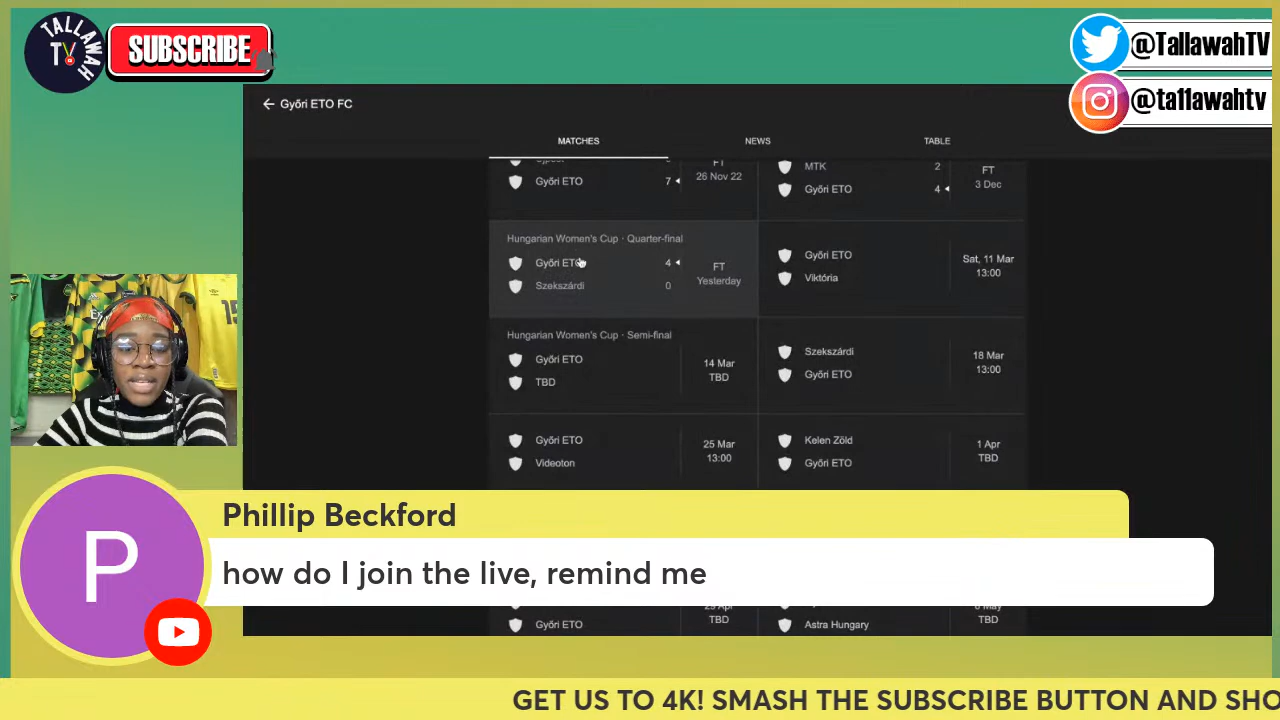 TALLAWAH
TV
SUBSCRIBE
@TallawahTV
@ta11awahtv
Győri ETO FC
MATCHES
NEWS
TABLE
Győri ETO 7
FT
26 Nov 22
MTK 2
Győri ETO 4
FT
3 Dec
Hungarian Women's Cup · Quarter-final
Győri ETO 4
Szekszárdi 0
FT
Yesterday
Győri ETO
Viktória
Sat, 11 Mar
13:00
Hungarian Women's Cup · Semi-final
Győri ETO
TBD
14 Mar
TBD
Szekszárdi
Győri ETO
18 Mar
13:00
Győri ETO
Videoton
25 Mar
13:00
Kelen Zöld
Győri ETO
1 Apr
TBD
Phillip Beckford
P
how do I join the live, remind me
29 Apr
TBD
Győri ETO
TBD
Astra Hungary
GET US TO 4K! SMASH THE SUBSCRIBE BUTTON AND SHO